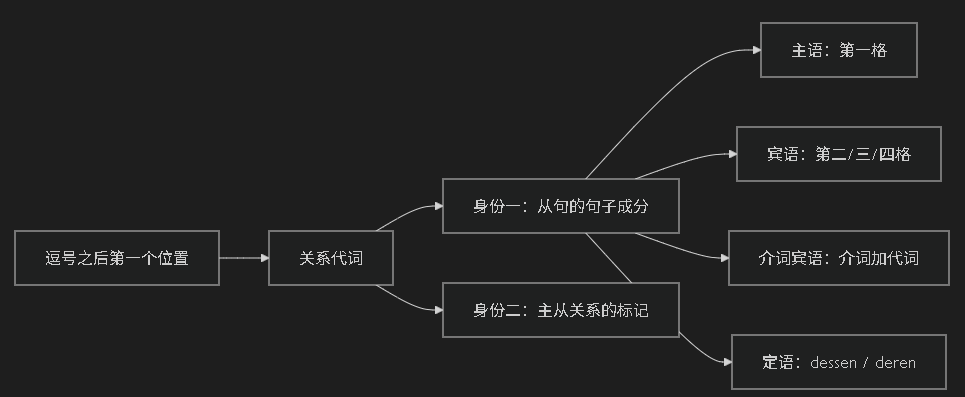 逗号之后第一个位置
关系代词
身份一：从句的句子成分
身份二：主从关系的标记
主语：第一格
宾语：第二/三/四格
介词宾语：介词加代词
定语：dessen / deren